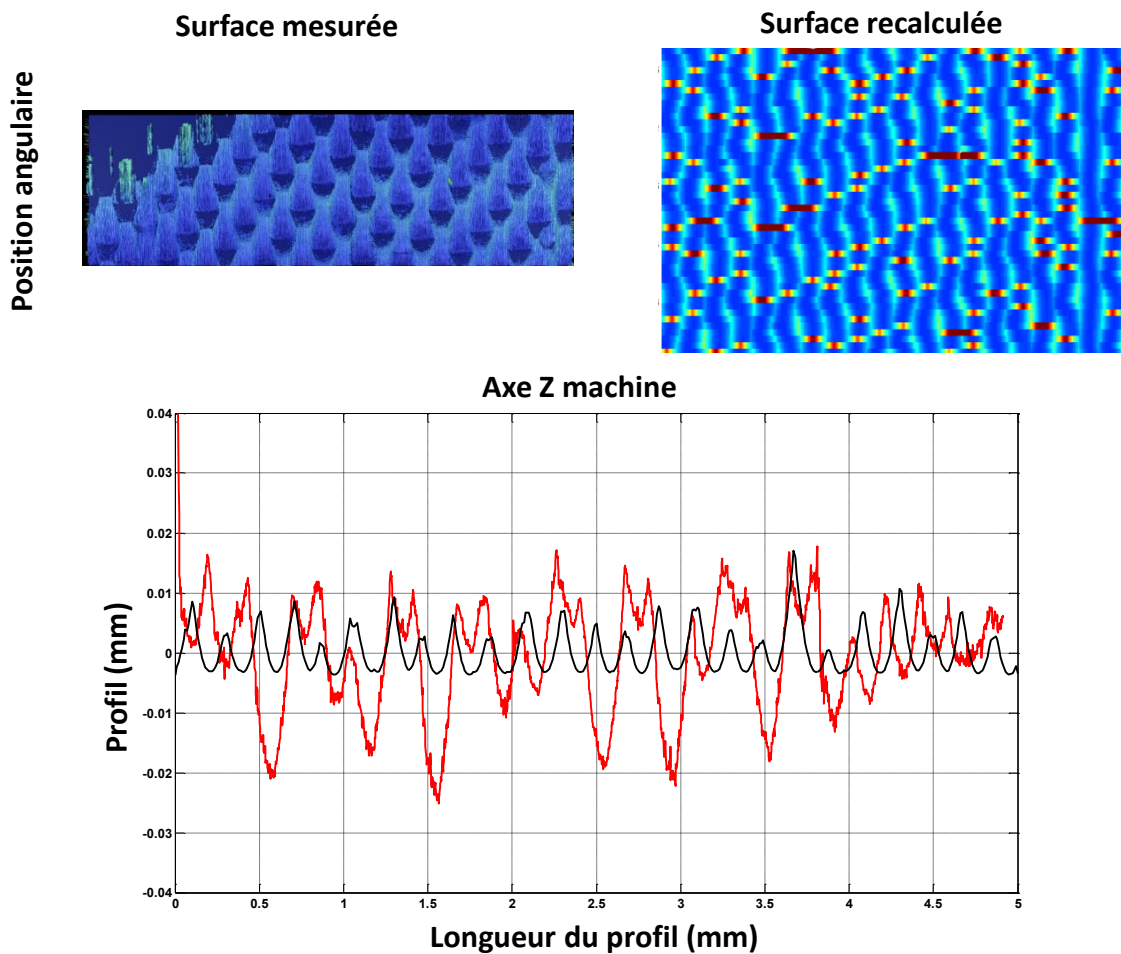 Surface mesurée
Surface recalculée
Position angulaire
Axe Z machine
0.04
0.03
0.02
0.01
0
-0.01
-0.02
-0.03
-0.04
Profil (mm)
0 0.5 1 1.5 2 2.5 3 3.5 4 4.5 5
Longueur du profil (mm)